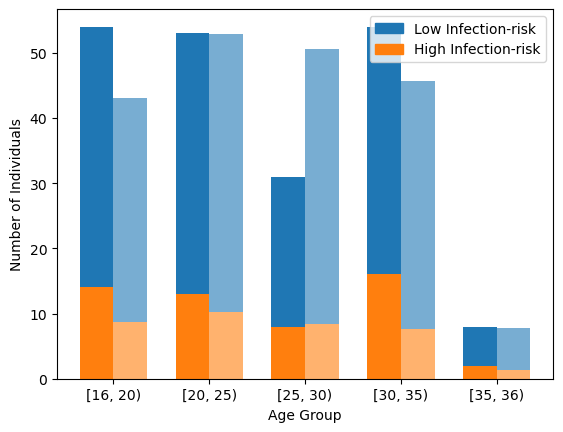 Low Infection-risk
High Infection-risk
Number of Individuals
50
40
30
20
10
0
[16, 20) [20, 25) [25, 30) [30, 35) [35, 36)
Age Group